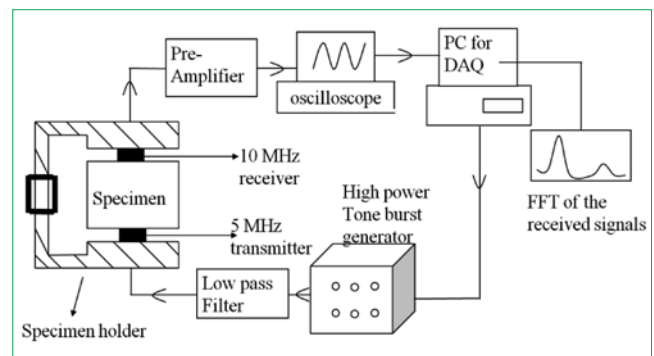 Pre-
Amplifier
oscilloscope
PC for
DAQ
10 MHz
receiver
Specimen
5 MHz
transmitter
High power
Tone burst
generator
FFT of the
received signals
Low pass
Filter
Specimen holder